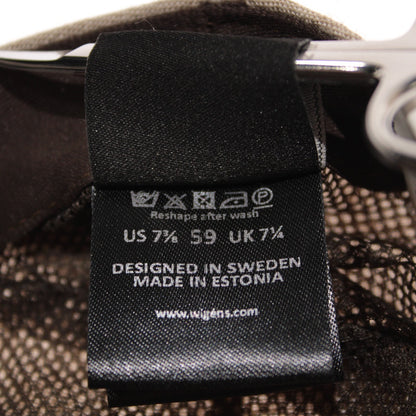 Reshape after wash
US 7⅜ 59 UK 7¼
DESIGNED IN SWEDEN
MADE IN ESTONIA
www.wigens.com